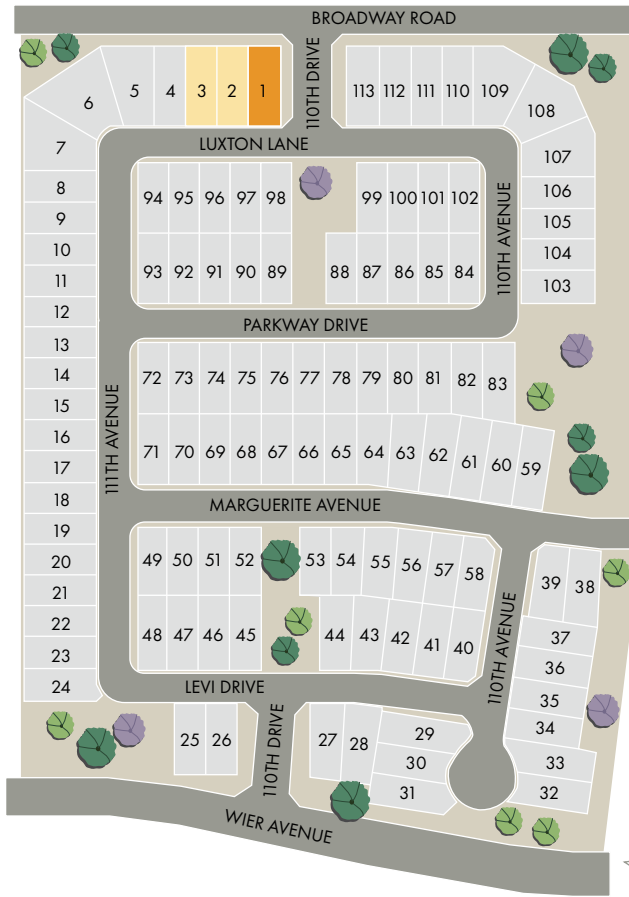 BROADWAY ROAD
110TH DRIVE
6 5 4 3 2 1
113 112 111 110 109 108
LUXTON LANE
7
8
9
10
11
12
13
14
15
16
17
18
19
20
21
22
23
24
107
106
105
104
103
94 95 96 97 98
99 100 101 102
93 92 91 90 89
88 87 86 85 84
110TH AVENUE
PARKWAY DRIVE
111TH AVENUE
72 73 74 75 76 77 78 79 80 81 82 83
71 70 69 68 67 66 65 64 63 62 61 60 59
MARGUERITE AVENUE
49 50 51 52
53 54 55 56 57 58
48 47 46 45
44 43 42 41 40
110TH AVENUE
39 38
37
36
35
34
33
32
LEVI DRIVE
25 26
110TH DRIVE
27 28
29
30
31
WIER AVENUE